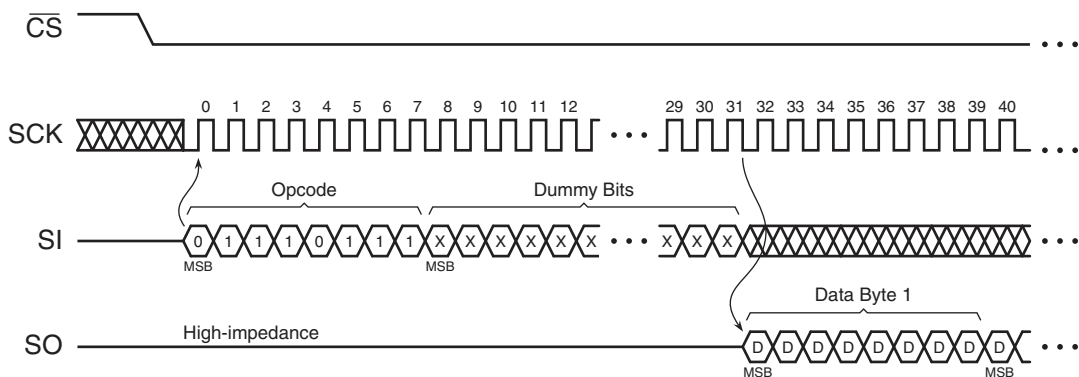 CS
0 1 2 3 4 5 6 7 8 9 10 11 12 29 30 31 32 33 34 35 36 37 38 39 40
SCK
Opcode Dummy Bits
SI 0 1 1 1 0 1 1 1 X X X X X X X X X
MSB MSB
Data Byte 1
High-impedance
SO D D D D D D D D D
MSB MSB